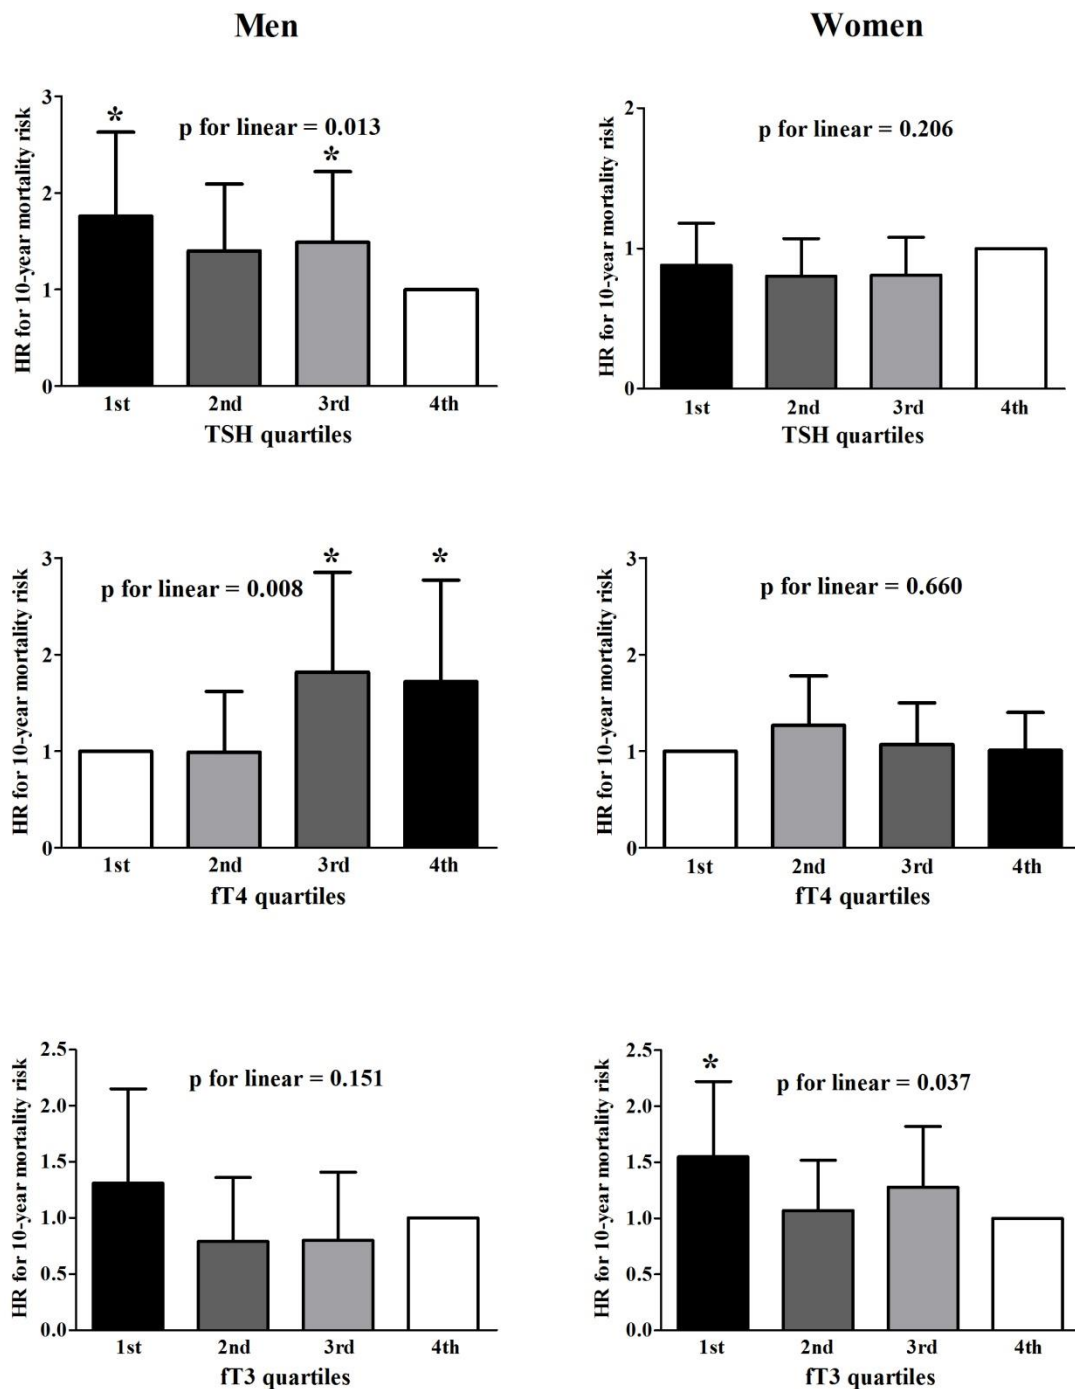 Men
Women
HR for 10-year mortality risk
3
2
1
0
*
p for linear = 0.013
*
1st
2nd
3rd
4th
TSH quartiles
HR for 10-year mortality risk
2
1
0
p for linear = 0.206
1st
2nd
3rd
4th
TSH quartiles
HR for 10-year mortality risk
3
2
1
0
p for linear = 0.008
*
*
1st
2nd
3rd
4th
fT4 quartiles
HR for 10-year mortality risk
3
2
1
0
p for linear = 0.660
1st
2nd
3rd
4th
fT4 quartiles
HR for 10-year mortality risk
2.5
2.0
1.5
1.0
0.5
0.0
p for linear = 0.151
1st
2nd
3rd
4th
fT3 quartiles
HR for 10-year mortality risk
2.5
2.0
1.5
1.0
0.5
0.0
*
p for linear = 0.037
1st
2nd
3rd
4th
fT3 quartiles